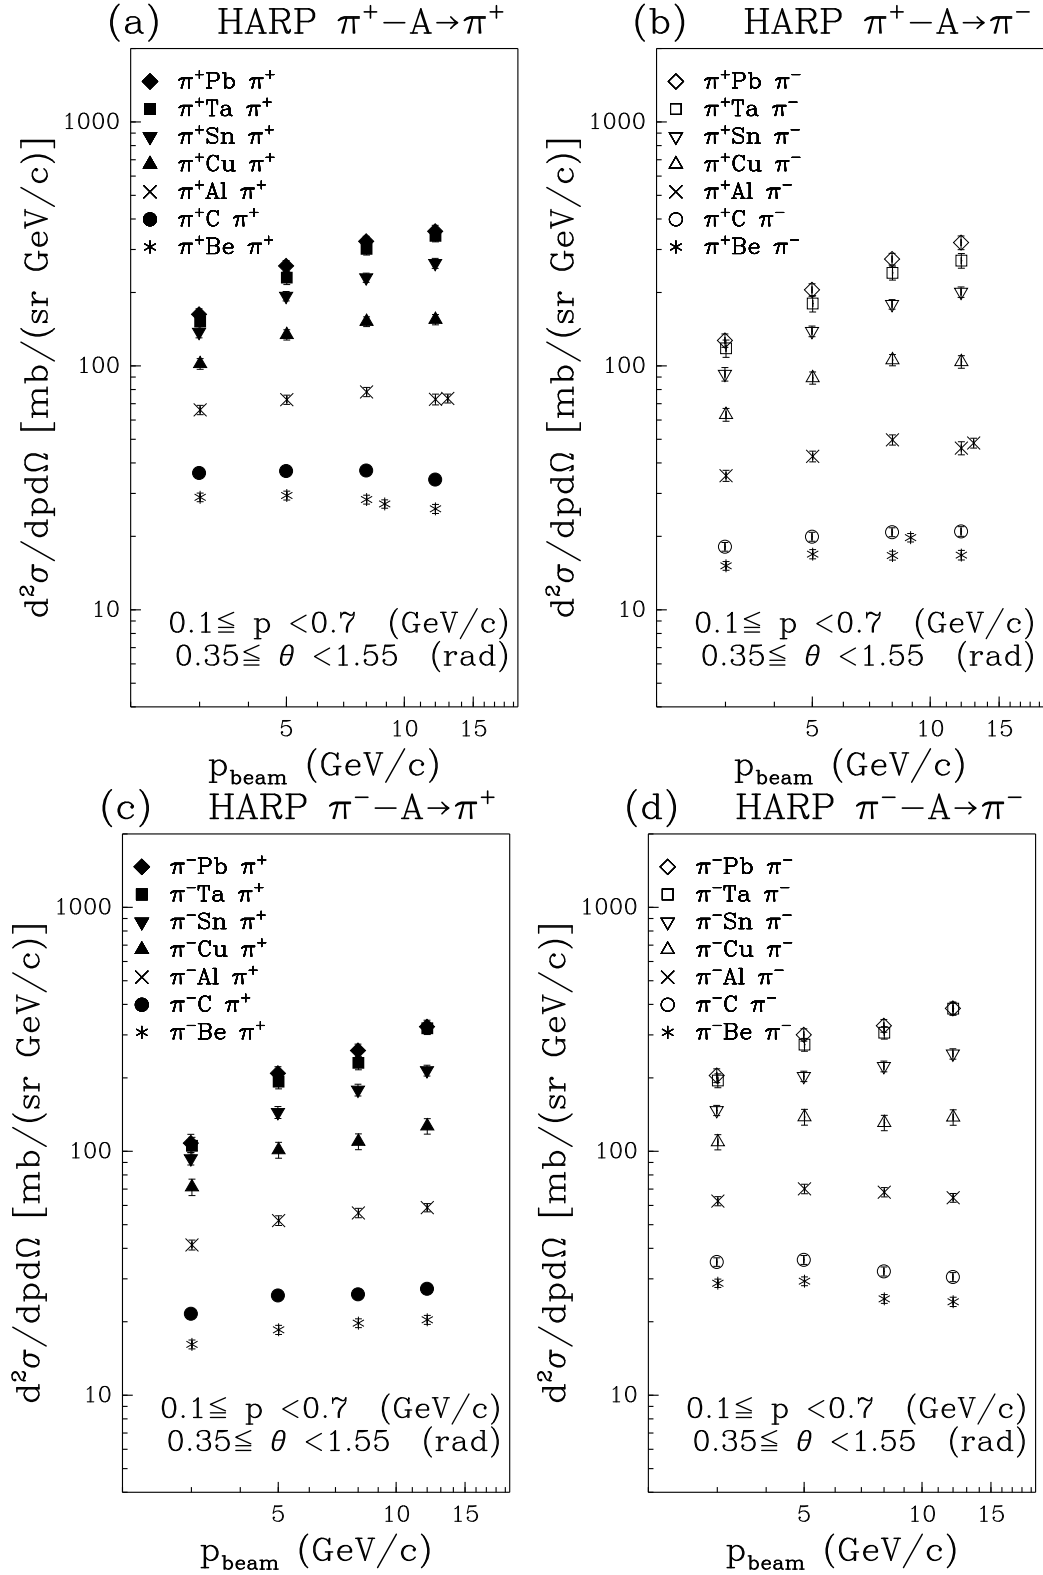 (a) HARP π⁺−A→π⁺
π⁺Pb π⁺
π⁺Ta π⁺
π⁺Sn π⁺
π⁺Cu π⁺
π⁺Al π⁺
π⁺C π⁺
π⁺Be π⁺
1000
100
10
d²σ/dpdΩ [mb/(sr GeV/c)]
0.1≦ p <0.7 (GeV/c)
0.35≦ θ <1.55 (rad)
5 10 15
p_beam (GeV/c)
(b) HARP π⁺−A→π⁻
π⁺Pb π⁻
π⁺Ta π⁻
π⁺Sn π⁻
π⁺Cu π⁻
π⁺Al π⁻
π⁺C π⁻
π⁺Be π⁻
1000
100
10
d²σ/dpdΩ [mb/(sr GeV/c)]
0.1≦ p <0.7 (GeV/c)
0.35≦ θ <1.55 (rad)
5 10 15
p_beam (GeV/c)
(c) HARP π⁻−A→π⁺
π⁻Pb π⁺
π⁻Ta π⁺
π⁻Sn π⁺
π⁻Cu π⁺
π⁻Al π⁺
π⁻C π⁺
π⁻Be π⁺
1000
100
10
d²σ/dpdΩ [mb/(sr GeV/c)]
0.1≦ p <0.7 (GeV/c)
0.35≦ θ <1.55 (rad)
5 10 15
p_beam (GeV/c)
(d) HARP π⁻−A→π⁻
π⁻Pb π⁻
π⁻Ta π⁻
π⁻Sn π⁻
π⁻Cu π⁻
π⁻Al π⁻
π⁻C π⁻
π⁻Be π⁻
1000
100
10
d²σ/dpdΩ [mb/(sr GeV/c)]
0.1≦ p <0.7 (GeV/c)
0.35≦ θ <1.55 (rad)
5 10 15
p_beam (GeV/c)